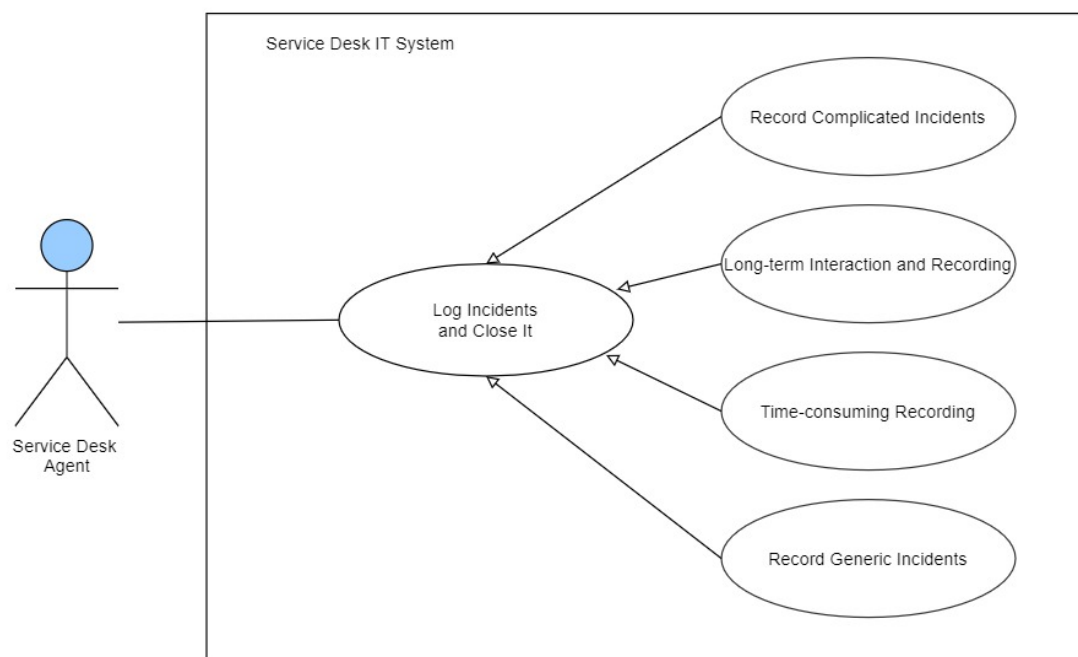 Service Desk IT System
Record Complicated Incidents
Long-term Interaction and Recording
Log Incidents
and Close It
Time-consuming Recording
Service Desk
Agent
Record Generic Incidents